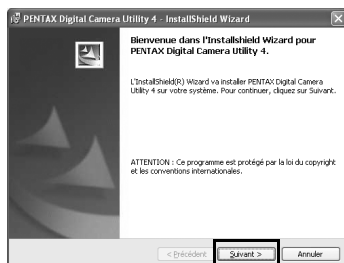 PENTAX Digital Camera Utility 4 - InstallShield Wizard
Bienvenue dans l'Installshield Wizard pour
PENTAX Digital Camera Utility 4.
L'InstallShield(R) Wizard va installer PENTAX Digital Camera
Utility 4 sur votre système. Pour continuer, cliquez sur Suivant.
ATTENTION : Ce programme est protégé par la loi du copyright
et les conventions internationales.
< Précédent
Suivant >
Annuler